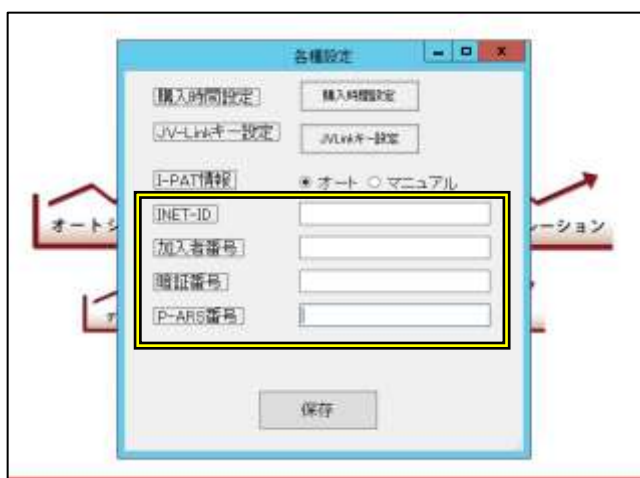 各種設定
購入時間設定 購入時間設定
JV-Linkキー設定 JVLinkキー設定
I-PAT情報 オート マニュアル
INET-ID
オートシ ーション
加入者番号
暗証番号
P-ARS番号
保存